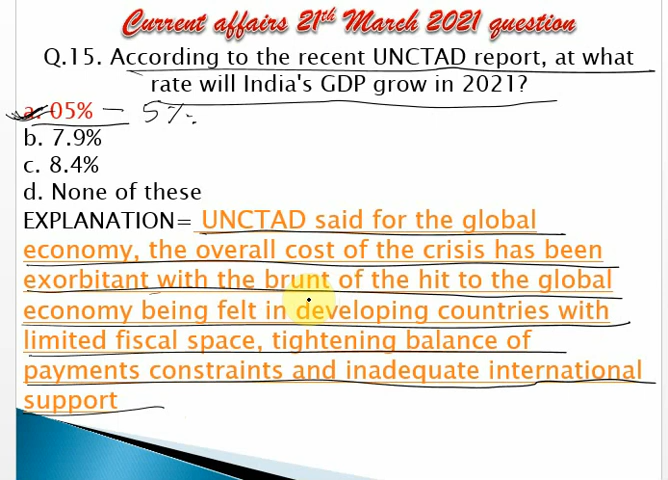 Current affairs 21th March 2021 question
Q.15. According to the recent UNCTAD report, at what
rate will India's GDP grow in 2021?
a. 05% – 5%.
b. 7.9%
c. 8.4%
d. None of these
EXPLANATION= UNCTAD said for the global
economy, the overall cost of the crisis has been
exorbitant with the brunt of the hit to the global
economy being felt in developing countries with
limited fiscal space, tightening balance of
payments constraints and inadequate international
support